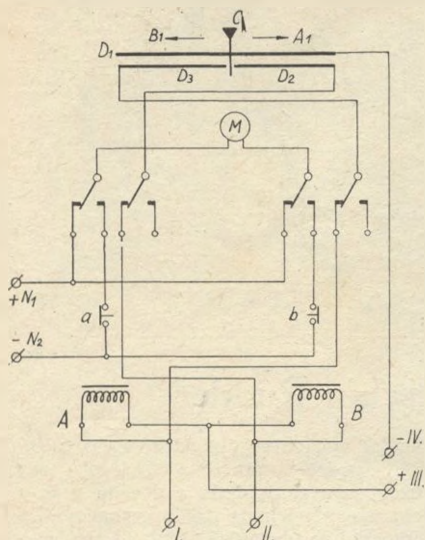 B1 A1
D1
D3 D2
M
+N1
a b
- N2
A B
-IV.
+III.
I II